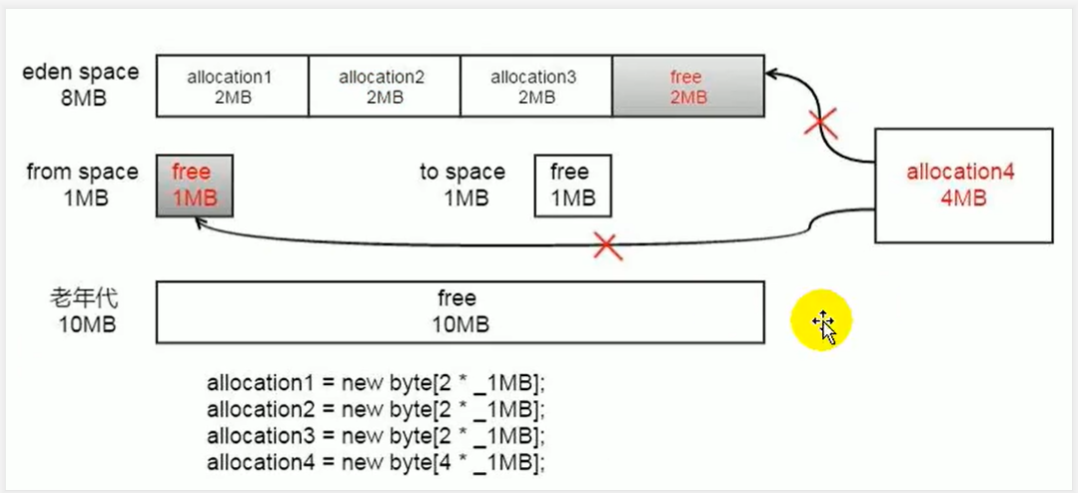 eden space
8MB
allocation1
2MB
allocation2
2MB
allocation3
2MB
free
2MB
from space
1MB
free
1MB
to space
1MB
free
1MB
allocation4
4MB
老年代
10MB
free
10MB
allocation1 = new byte[2 * _1MB];
allocation2 = new byte[2 * _1MB];
allocation3 = new byte[2 * _1MB];
allocation4 = new byte[4 * _1MB];